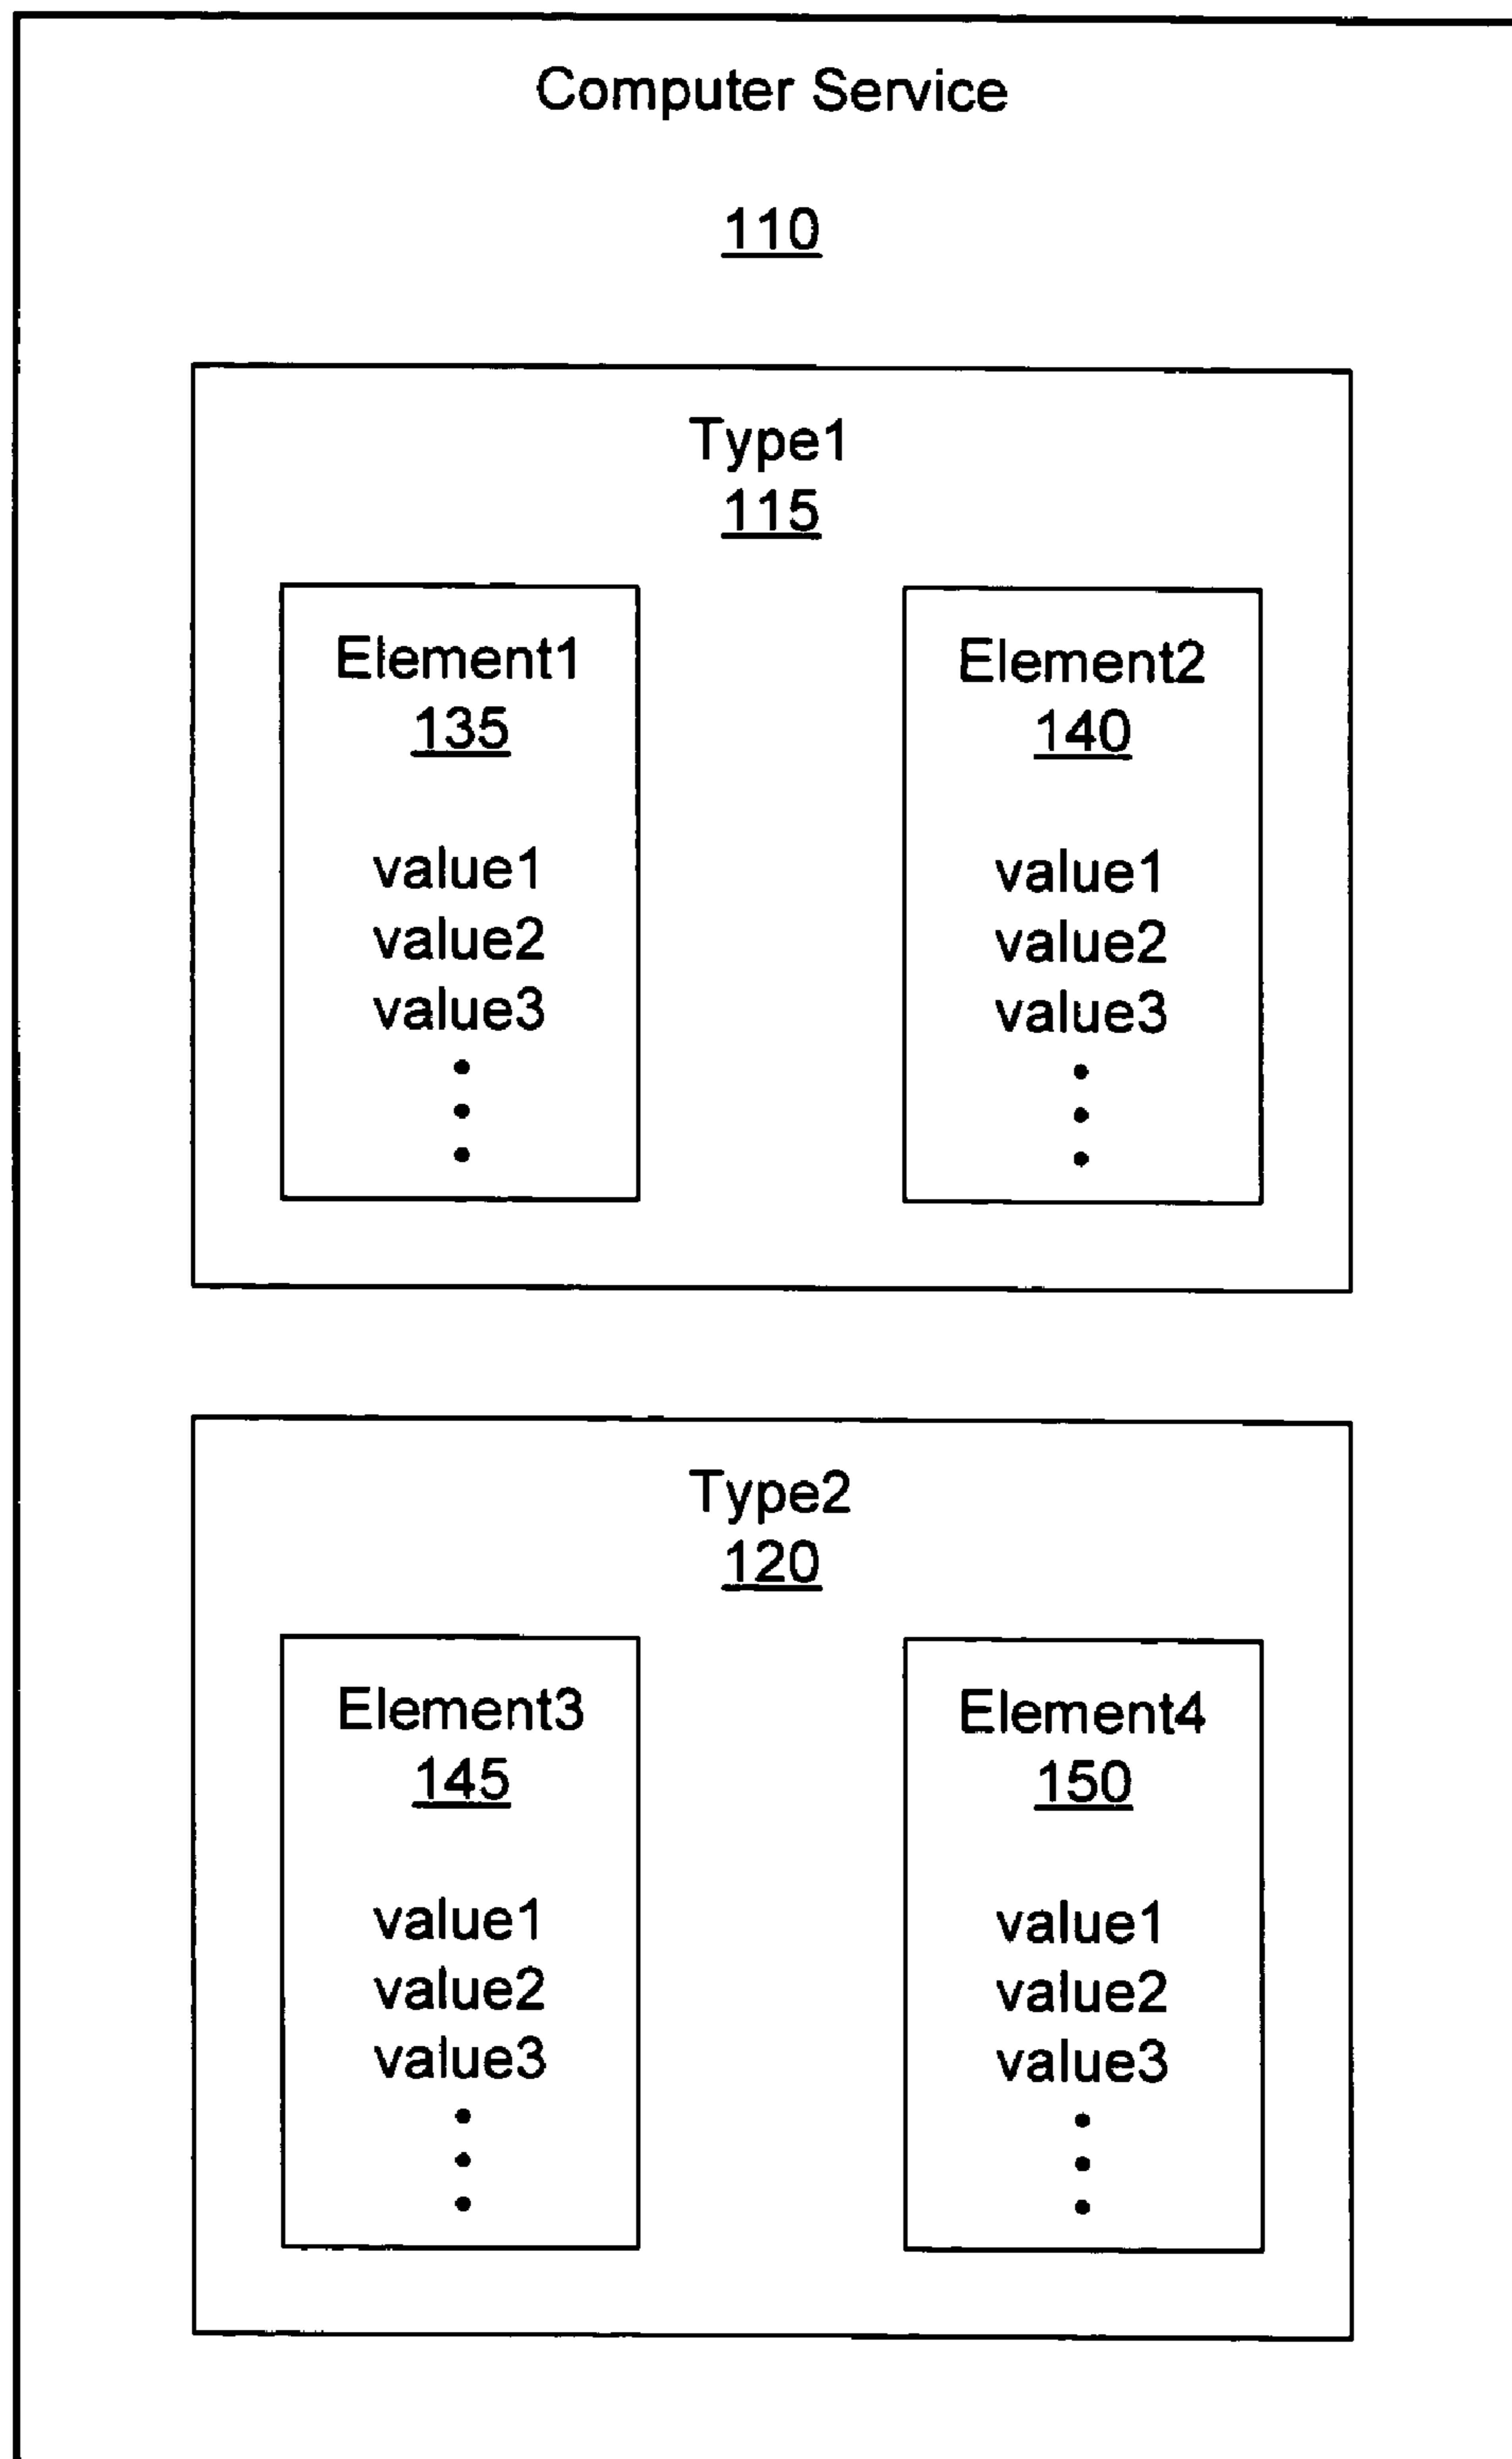 Computer Service
110
Type1
115
Element1
135
value1
value2
value3
Element2
140
value1
value2
value3
Type2
120
Element3
145
value1
value2
value3
Element4
150
value1
value2
value3